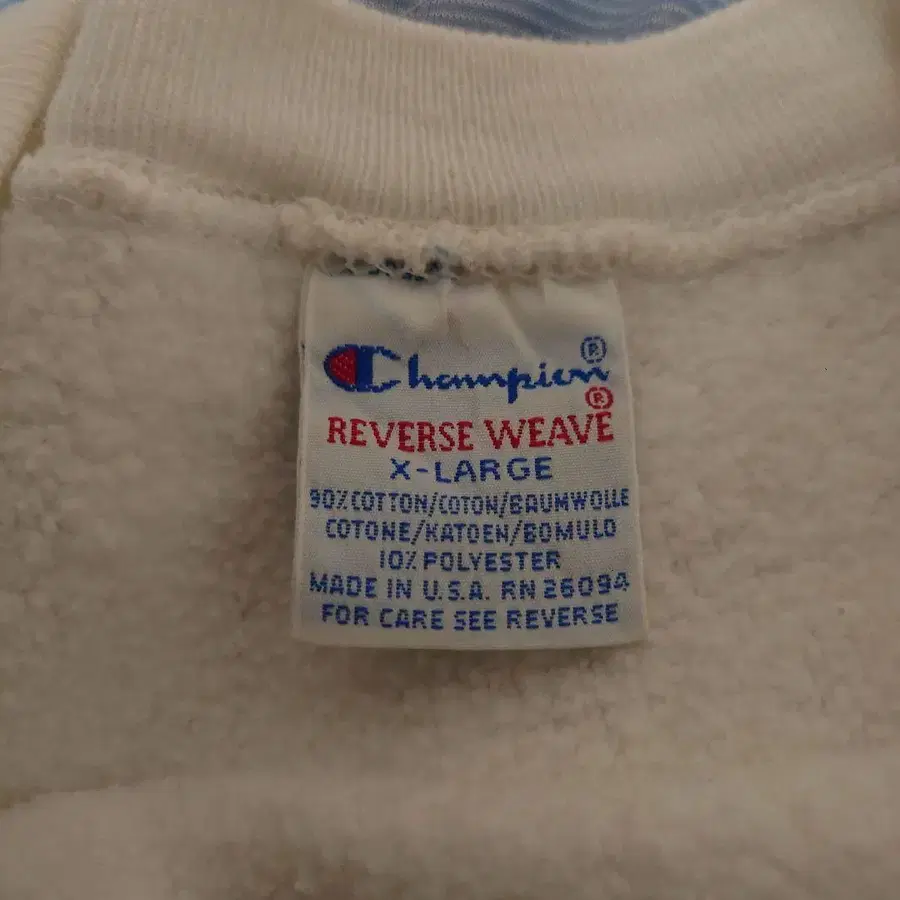 Champion®
REVERSE WEAVE®
X-LARGE
90% COTTON/COTON/BAUMWOLLE
COTONE/KATOEN/BOMULD
10% POLYESTER
MADE IN U.S.A. RN 26094
FOR CARE SEE REVERSE